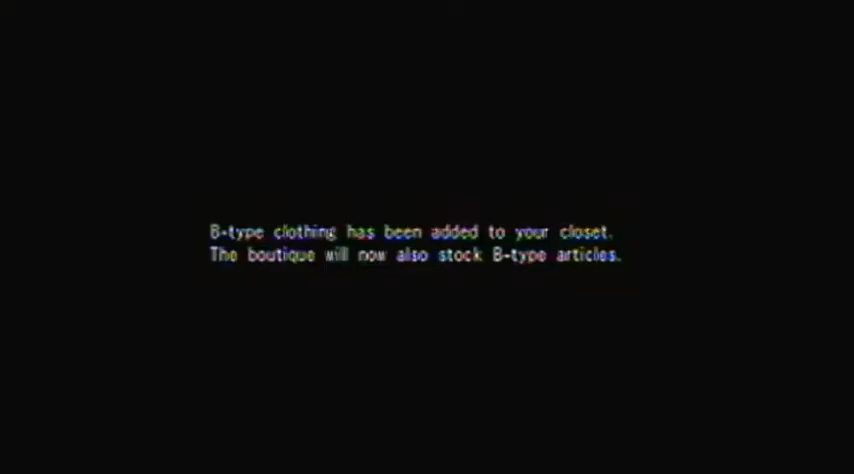 B-type clothing has been added to your closet.
The boutique will now also stock B-type articles.